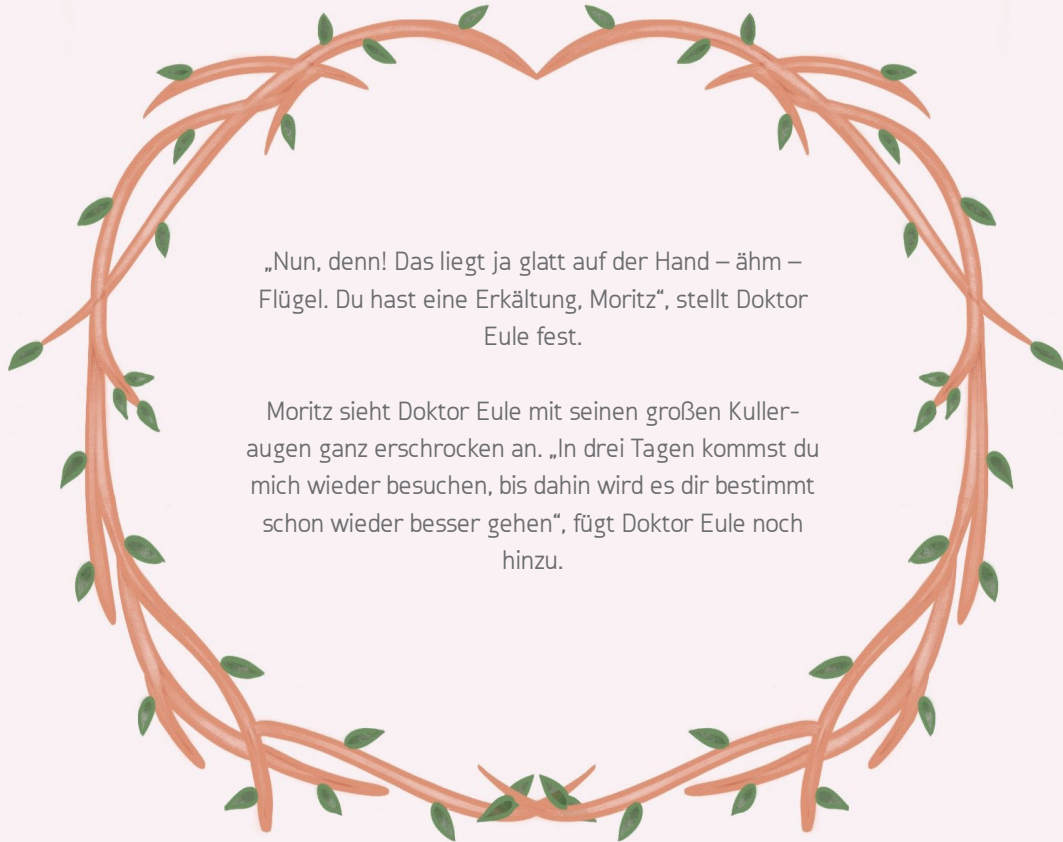 „Nun, denn! Das liegt ja glatt auf der Hand – ähm –
Flügel. Du hast eine Erkältung, Moritz“, stellt Doktor
Eule fest.
Moritz sieht Doktor Eule mit seinen großen Kuller-
augen ganz erschrocken an. „In drei Tagen kommst du
mich wieder besuchen, bis dahin wird es dir bestimmt
schon wieder besser gehen“, fügt Doktor Eule noch
hinzu.